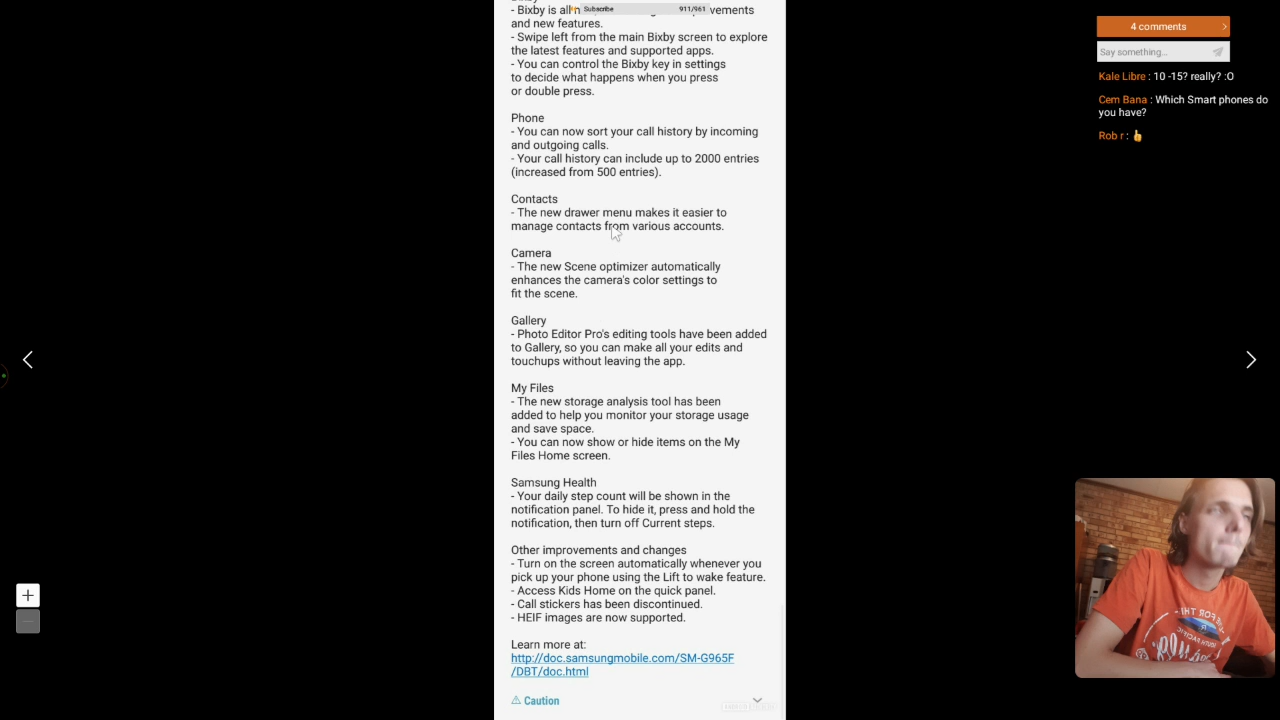 Subscribe 911/961
- Bixby is all n
and new features.
- Swipe left from the main Bixby screen to explore
the latest features and supported apps.
- You can control the Bixby key in settings
to decide what happens when you press
or double press.
Phone
- You can now sort your call history by incoming
and outgoing calls.
- Your call history can include up to 2000 entries
(increased from 500 entries).
Contacts
- The new drawer menu makes it easier to
manage contacts from various accounts.
Camera
- The new Scene optimizer automatically
enhances the camera's color settings to
fit the scene.
Gallery
- Photo Editor Pro's editing tools have been added
to Gallery, so you can make all your edits and
touchups without leaving the app.
My Files
- The new storage analysis tool has been
added to help you monitor your storage usage
and save space.
- You can now show or hide items on the My
Files Home screen.
Samsung Health
- Your daily step count will be shown in the
notification panel. To hide it, press and hold the
notification, then turn off Current steps.
Other improvements and changes
- Turn on the screen automatically whenever you
pick up your phone using the Lift to wake feature.
- Access Kids Home on the quick panel.
- Call stickers has been discontinued.
- HEIF images are now supported.
Learn more at:
http://doc.samsungmobile.com/SM-G965F
/DBT/doc.html
Caution
4 comments
Say something...
Kale Libre : 10 -15? really? :O
Cem Bana : Which Smart phones do
you have?
Rob r : 👍